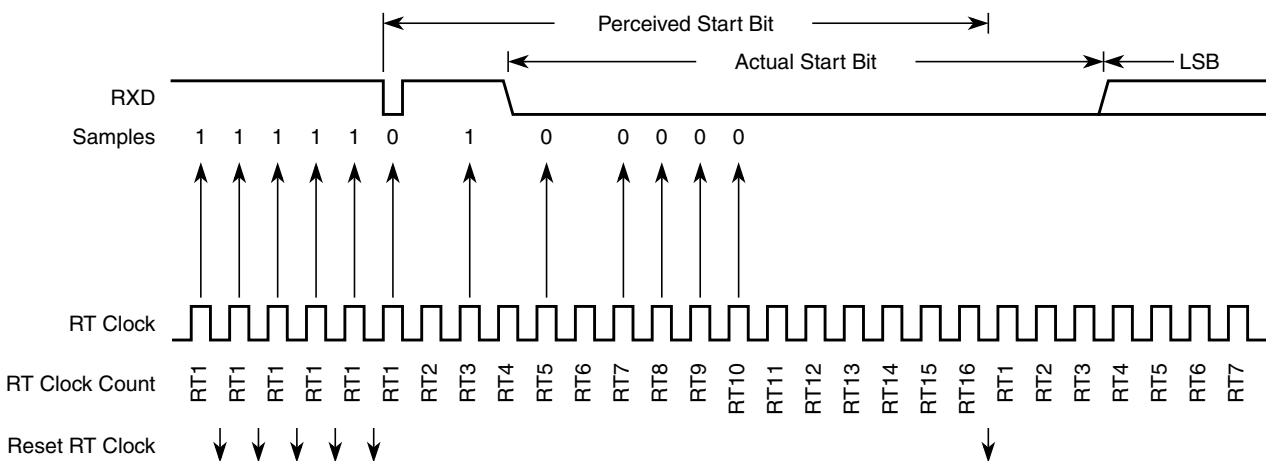 Perceived Start Bit
Actual Start Bit LSB
RXD
Samples 1 1 1 1 1 0 1 0 0 0 0 0
RT Clock
RT Clock Count RT1 RT1 RT1 RT1 RT1 RT1 RT2 RT3 RT4 RT5 RT6 RT7 RT8 RT9 RT10 RT11 RT12 RT13 RT14 RT15 RT16 RT1 RT2 RT3 RT4 RT5 RT6 RT7
Reset RT Clock